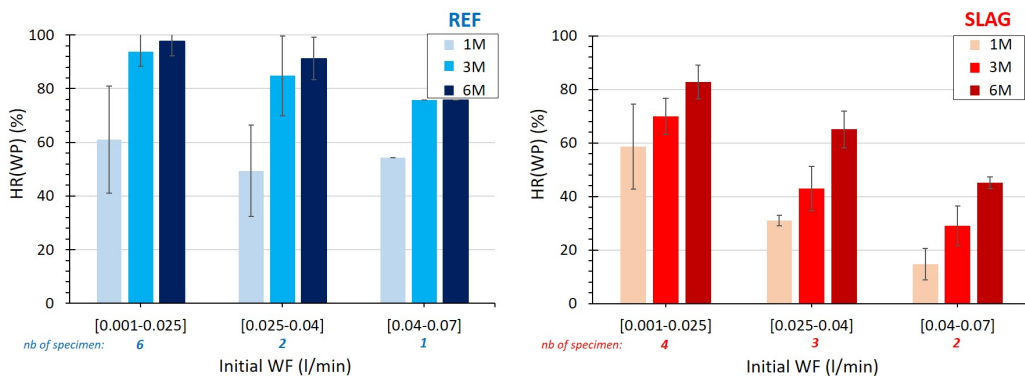 REF
1M
3M
6M
HR(WP) (%)
100
80
60
40
20
0
[0.001-0.025] [0.025-0.04] [0.04-0.07]
nb of specimen: 6 2 1
Initial WF (l/min)
SLAG
1M
3M
6M
HR(WP) (%)
100
80
60
40
20
0
[0.001-0.025] [0.025-0.04] [0.04-0.07]
nb of specimen: 4 3 2
Initial WF (l/min)